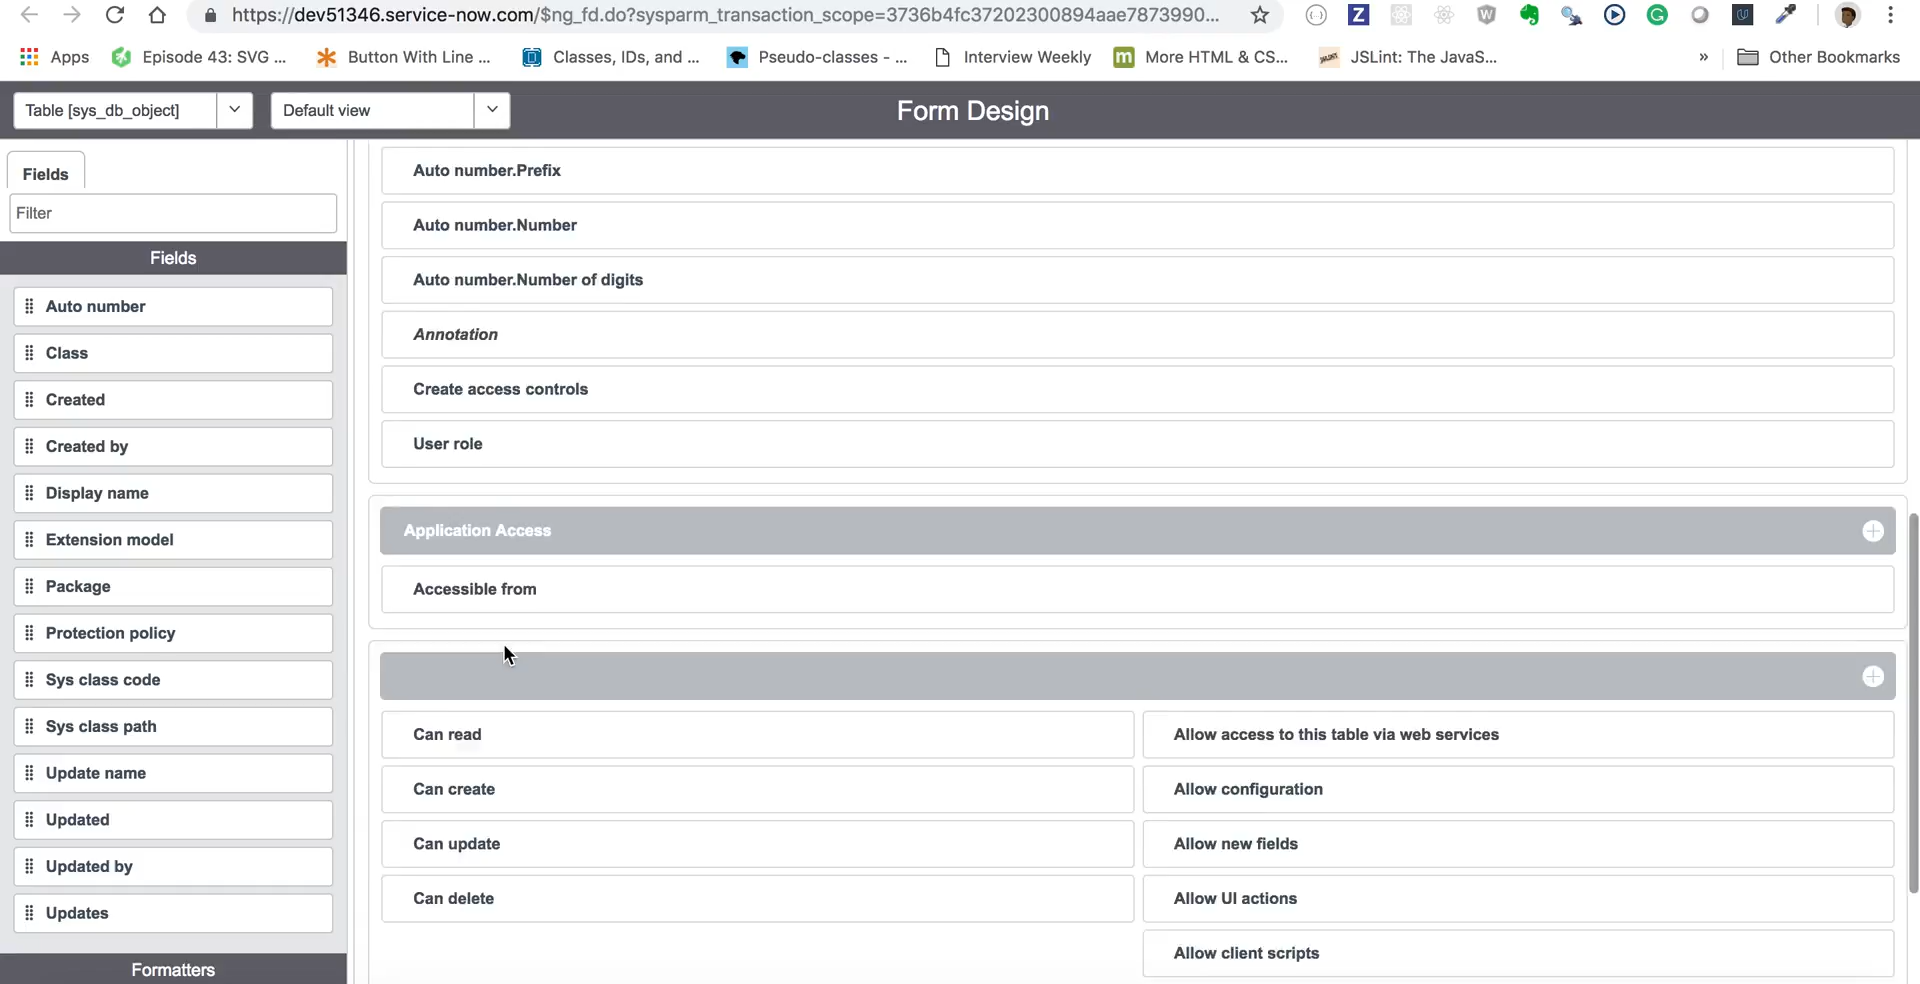 https://dev51346.service-now.com/$ng_fd.do?sysparm_transaction_scope=3736b4fc37202300894aae7873990...
Apps Episode 43: SVG ... Button With Line ... Classes, IDs, and ... Pseudo-classes - ... Interview Weekly More HTML & CS... JSLint: The JavaS... » Other Bookmarks
Table [sys_db_object] Default view Form Design
Fields
Filter
Fields
Auto number
Class
Created
Created by
Display name
Extension model
Package
Protection policy
Sys class code
Sys class path
Update name
Updated
Updated by
Updates
Formatters
Auto number.Prefix
Auto number.Number
Auto number.Number of digits
Annotation
Create access controls
User role
Application Access
Accessible from
Can read
Can create
Can update
Can delete
Allow access to this table via web services
Allow configuration
Allow new fields
Allow UI actions
Allow client scripts